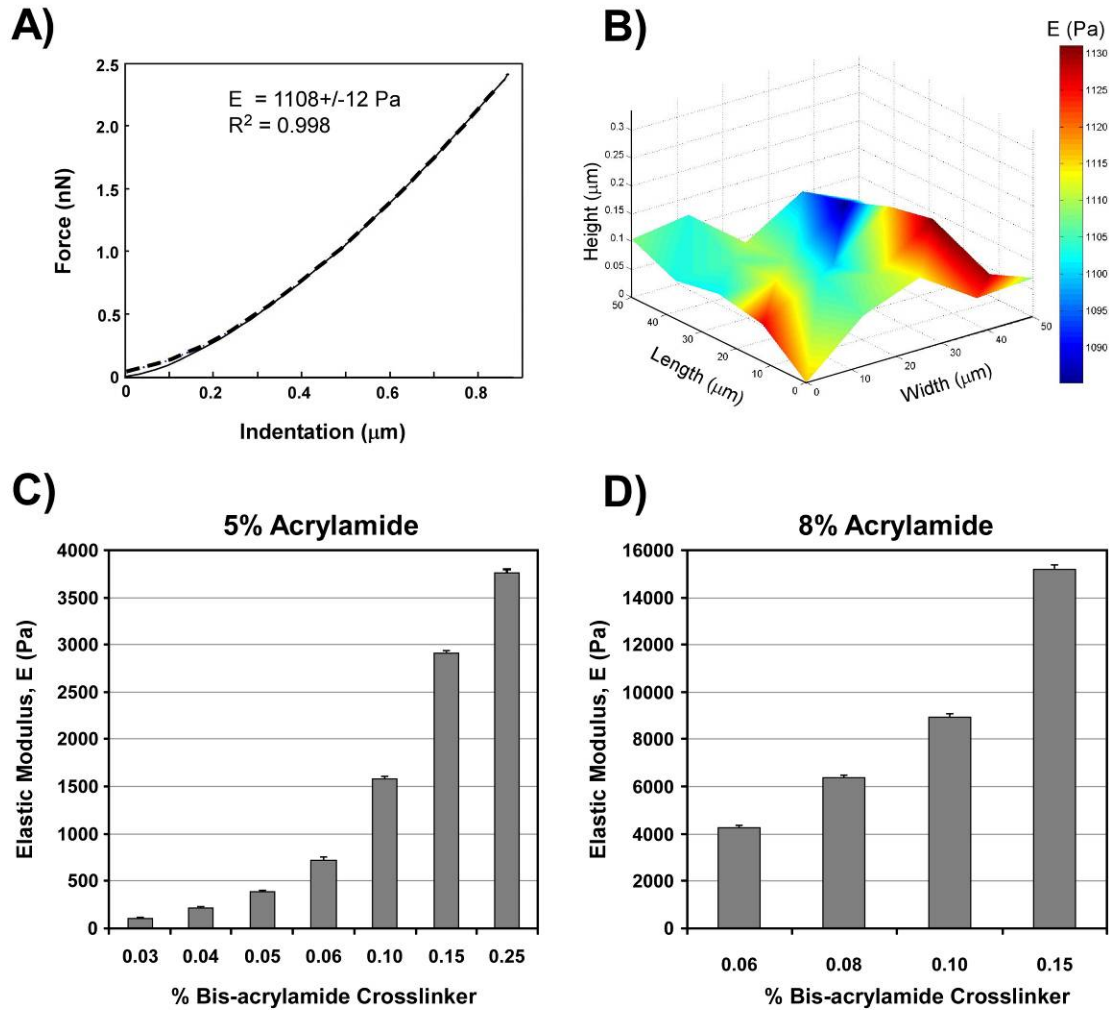 A)
2.5
2.0
1.5
1.0
0.5
0
0.2
0.4
0.6
0.8
Force (nN)
Indentation (μm)
E = 1108+/-12 Pa
R² = 0.998
B)
E (Pa)
1130
1125
1120
1115
1110
1105
1100
1095
1090
0.3
0.25
0.2
0.15
0.1
0.05
0
Height (μm)
50
40
30
20
10
0
Length (μm)
0
10
20
30
40
50
Width (μm)
C)
5% Acrylamide
4000
3500
3000
2500
2000
1500
1000
500
0
Elastic Modulus, E (Pa)
0.03 0.04 0.05 0.06 0.10 0.15 0.25
% Bis-acrylamide Crosslinker
D)
8% Acrylamide
16000
14000
12000
10000
8000
6000
4000
2000
0
Elastic Modulus, E (Pa)
0.06 0.08 0.10 0.15
% Bis-acrylamide Crosslinker